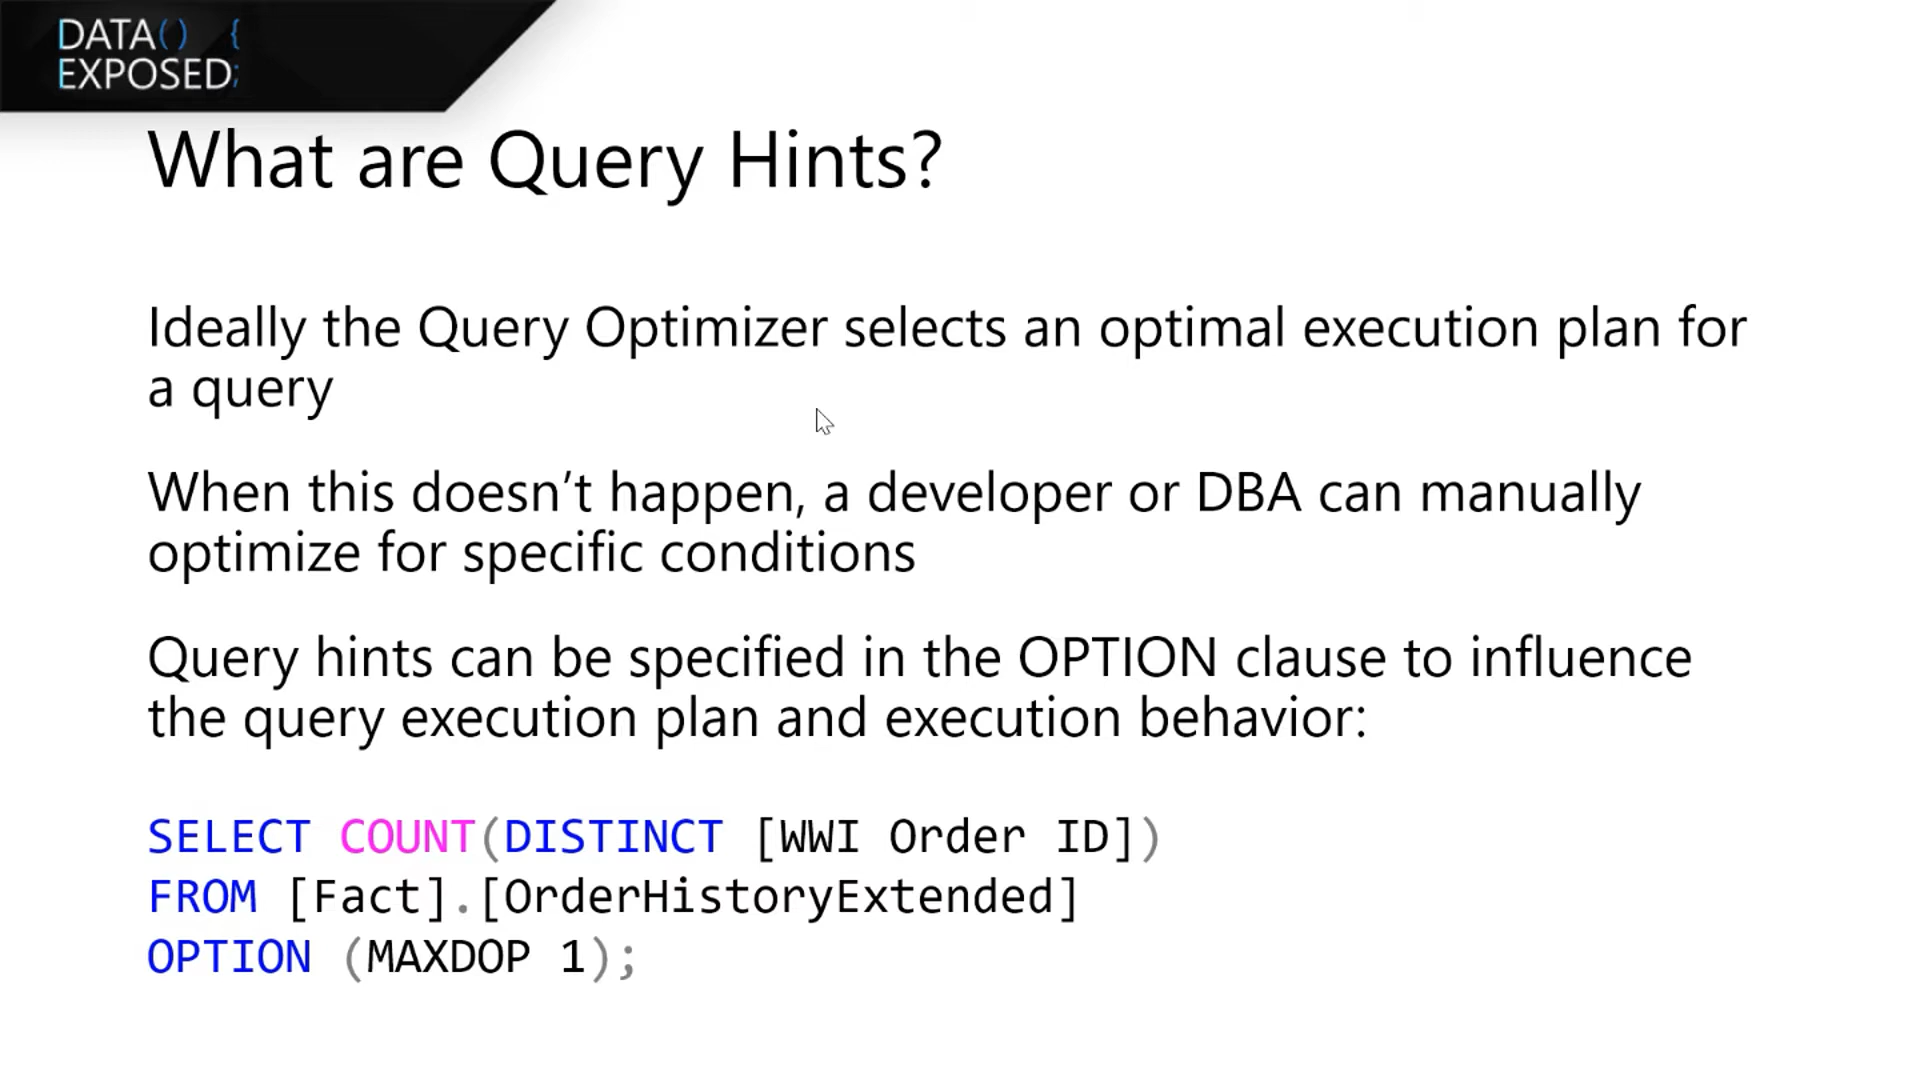 DATA() {
EXPOSED;
What are Query Hints?
Ideally the Query Optimizer selects an optimal execution plan for
a query
When this doesn’t happen, a developer or DBA can manually
optimize for specific conditions
Query hints can be specified in the OPTION clause to influence
the query execution plan and execution behavior:
SELECT COUNT(DISTINCT [WWI Order ID])
FROM [Fact].[OrderHistoryExtended]
OPTION (MAXDOP 1);